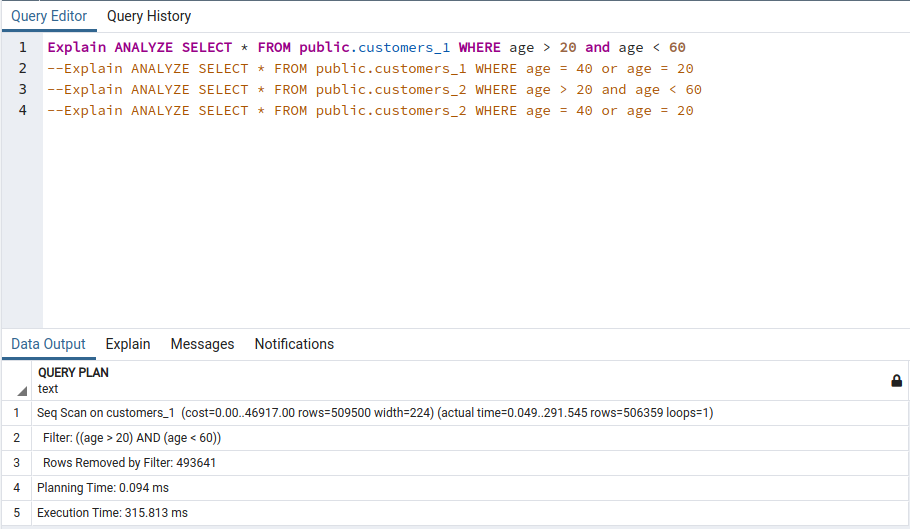 Query Editor Query History
1 Explain ANALYZE SELECT * FROM public.customers_1 WHERE age > 20 and age < 60
2 --Explain ANALYZE SELECT * FROM public.customers_1 WHERE age = 40 or age = 20
3 --Explain ANALYZE SELECT * FROM public.customers_2 WHERE age > 20 and age < 60
4 --Explain ANALYZE SELECT * FROM public.customers_2 WHERE age = 40 or age = 20
Data Output Explain Messages Notifications
QUERY PLAN
text
1 Seq Scan on customers_1 (cost=0.00..46917.00 rows=509500 width=224) (actual time=0.049..291.545 rows=506359 loops=1)
2 Filter: ((age > 20) AND (age < 60))
3 Rows Removed by Filter: 493641
4 Planning Time: 0.094 ms
5 Execution Time: 315.813 ms